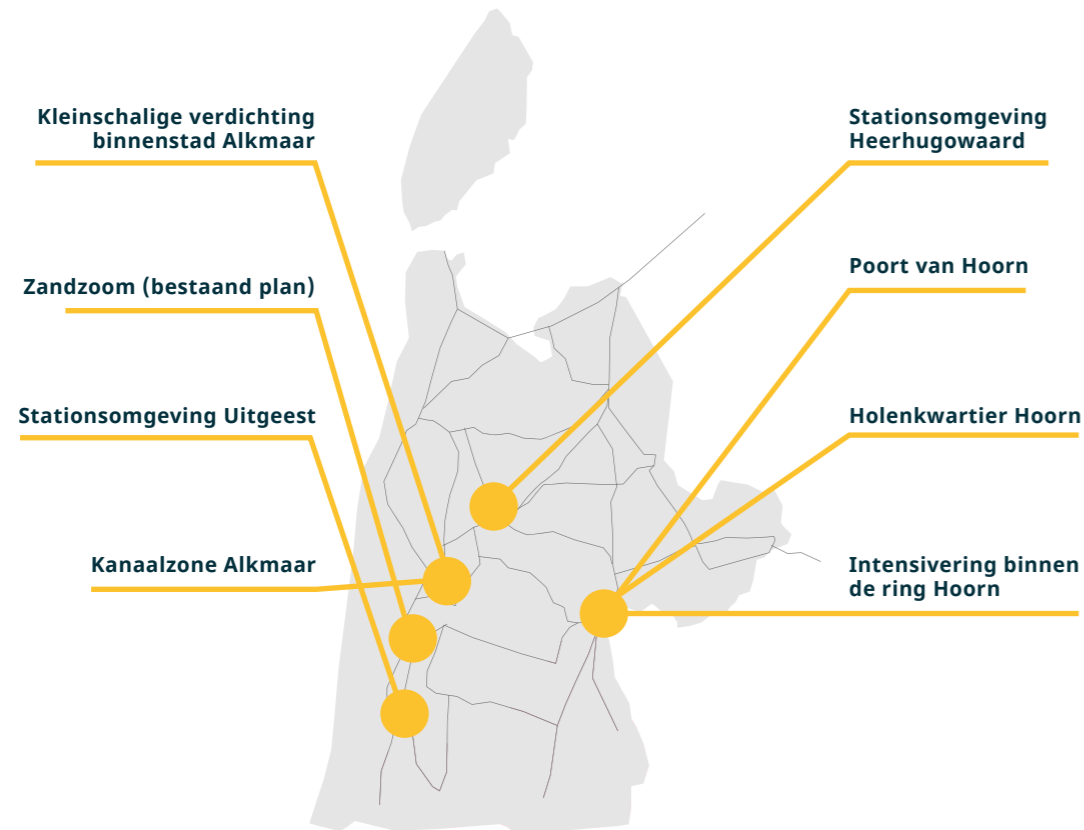 Kleinschalige verdichting
binnenstad Alkmaar
Zandzoom (bestaand plan)
Stationsomgeving Uitgeest
Kanaalzone Alkmaar
Stationsomgeving
Heerhugowaard
Poort van Hoorn
Holenkwartier Hoorn
Intensivering binnen
de ring Hoorn